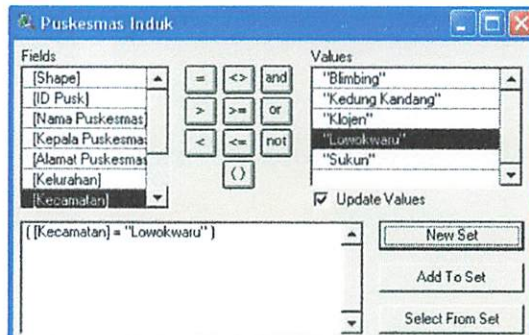 Puskesmas Induk
Fields
[Shape]
[ID Pusk]
[Nama Puskesmas]
[Kepala Puskesma
[Alamat Puskesmas
[Kelurahan]
[Kecamatan]
= <> and
> >= or
< <= not
()
Values
"Blimbing"
"Kedung Kandang"
"Klojen"
"Lowokwaru"
"Sukun"
Update Values
( [Kecamatan] = "Lowokwaru" )
New Set
Add To Set
Select From Set